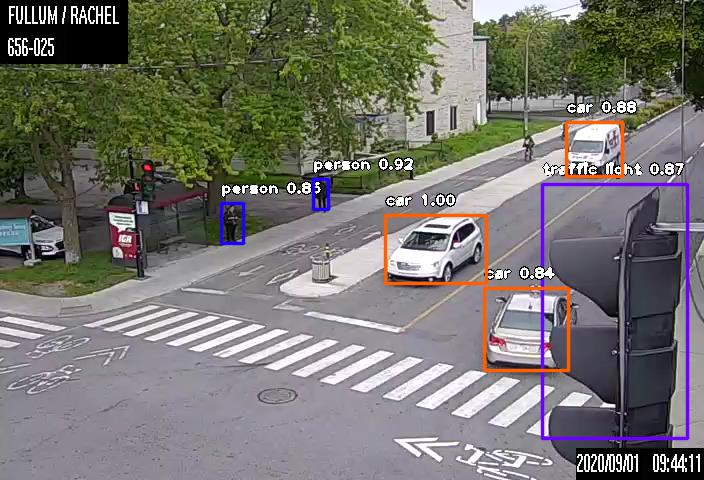 FULLUM / RACHEL
656-025
car 0.88
person 0.92
traffic light 0.87
person 0.85
car 1.00
IGA
car 0.84
2020/09/01 09:44:11